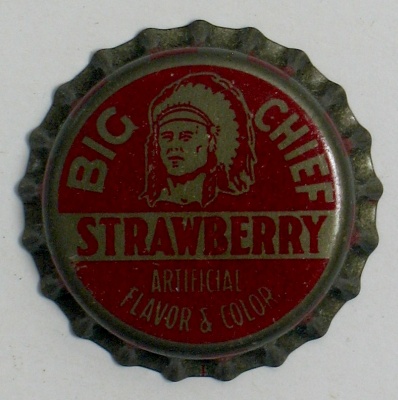 BIG CHIEF
STRAWBERRY
ARTIFICIAL
FLAVOR & COLOR